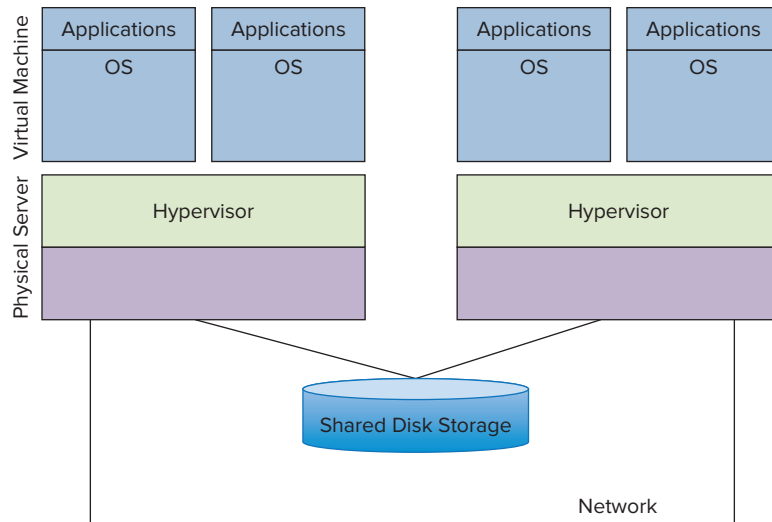 Virtual Machine
Applications
OS
Applications
OS
Applications
OS
Applications
OS
Physical Server
Hypervisor
Hypervisor
Shared Disk Storage
Network